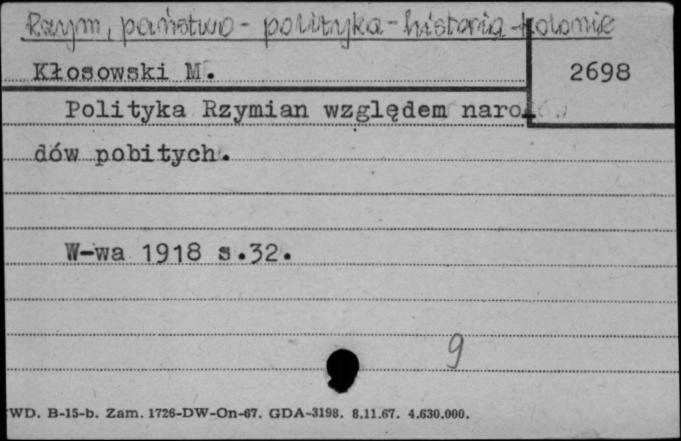 Rzym, państwo - polityka - historia - kolonie
Kłosowski M.
2698
Polityka Rzymian względem naro
dów pobitych.
W-wa 1918 s.32.
9
WD. B-15-b. Zam. 1726-DW-On-67. GDA-3198. 8.11.67. 4.630.000.